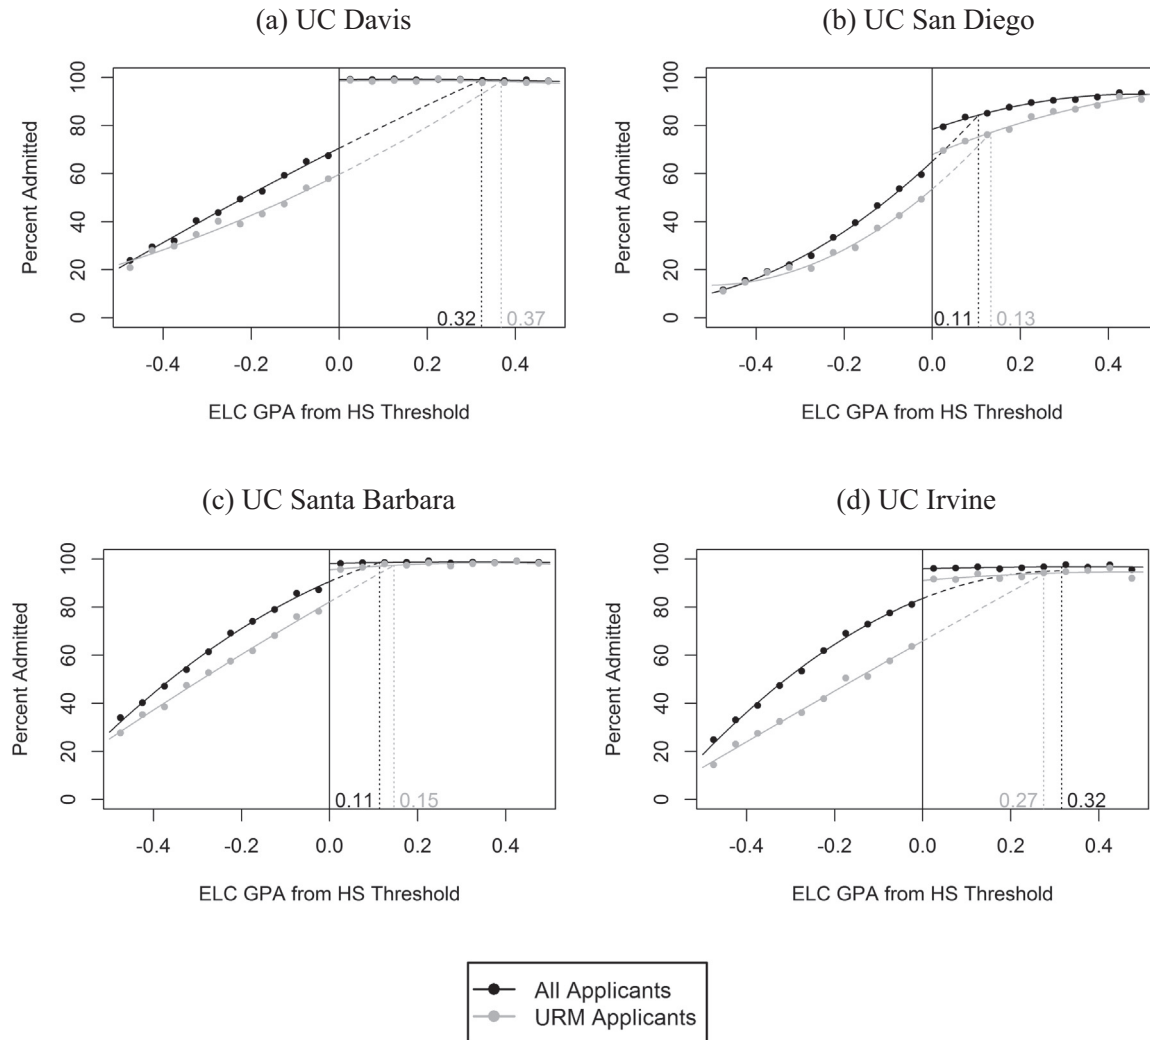 (a) UC Davis
Percent Admitted
100
80
60
40
20
0
0.32
0.37
-0.4 -0.2 0.0 0.2 0.4
ELC GPA from HS Threshold
(b) UC San Diego
Percent Admitted
100
80
60
40
20
0
0.11
0.13
-0.4 -0.2 0.0 0.2 0.4
ELC GPA from HS Threshold
(c) UC Santa Barbara
Percent Admitted
100
80
60
40
20
0
0.11
0.15
-0.4 -0.2 0.0 0.2 0.4
ELC GPA from HS Threshold
(d) UC Irvine
Percent Admitted
100
80
60
40
20
0
0.27
0.32
-0.4 -0.2 0.0 0.2 0.4
ELC GPA from HS Threshold
All Applicants
URM Applicants